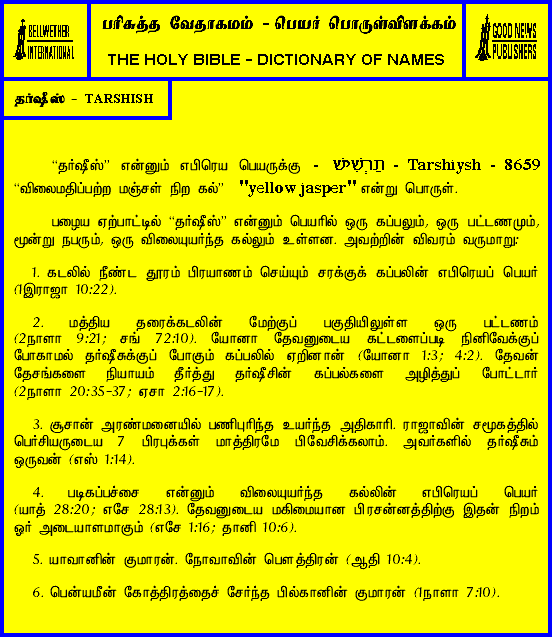 BELLWETHER
INTERNATIONAL
பரிசுத்த வேதாகமம் - பெயர் பொருள்விளக்கம்
THE HOLY BIBLE - DICTIONARY OF NAMES
GOOD NEWS
PUBLISHERS
தர்ஷீஸ் - TARSHISH
“தர்ஷீஸ்” என்னும் எபிரெய பெயருக்கு - תַּרְשִׁישׁ - Tarshiysh - 8659
“விலைமதிப்பற்ற மஞ்சள் நிற கல்” "yellow jasper" என்று பொருள்.
பழைய ஏற்பாட்டில் “தர்ஷீஸ்” என்னும் பெயரில் ஒரு கப்பலும், ஒரு பட்டணமும்,
மூன்று நபரும், ஒரு விலையுயர்ந்த கல்லும் உள்ளன. அவற்றின் விவரம் வருமாறு:
1. கடலில் நீண்ட தூரம் பிரயாணம் செய்யும் சரக்குக் கப்பலின் எபிரெயப் பெயர்
(1இராஜா 10:22).
2. மத்திய தரைக்கடலின் மேற்குப் பகுதியிலுள்ள ஒரு பட்டணம்
(2நாளா 9:21; சங் 72:10). யோனா தேவனுடைய கட்டளைப்படி நினிவேக்குப்
போகாமல் தர்ஷீசுக்குப் போகும் கப்பலில் ஏறினான் (யோனா 1:3; 4:2). தேவன்
தேசங்களை நியாயம் தீர்த்து தர்ஷீசின் கப்பல்களை அழித்துப் போட்டார்
(2நாளா 20:35-37; ஏசா 2:16-17).
3. சூசான் அரண்மனையில் பணிபுரிந்த உயர்ந்த அதிகாரி. ராஜாவின் சமூகத்தில்
பெர்சியருடைய 7 பிரபுக்கள் மாத்திரமே பிவேசிக்கலாம். அவர்களில் தர்ஷீசும்
ஒருவன் (எஸ் 1:14).
4. படிகப்பச்சை என்னும் விலையுயர்ந்த கல்லின் எபிரெயப் பெயர்
(யாத் 28:20; எசே 28:13). தேவனுடைய மகிமையான பிரசன்னத்திற்கு இதன் நிறம்
ஓர் அடையாளமாகும் (எசே 1:16; தானி 10:6).
5. யாவானின் குமாரன். நோவாவின் பௌத்திரன் (ஆதி 10:4).
6. பென்யமீன் கோத்திரத்தைச் சேர்ந்த பில்கானின் குமாரன் (1நாளா 7:10).